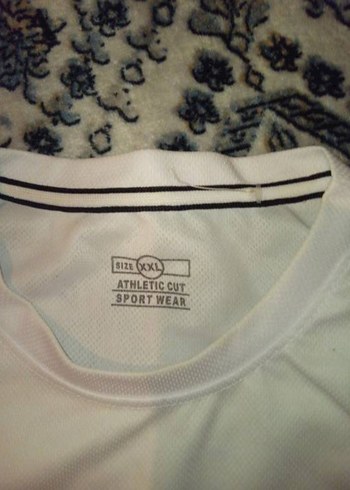 SIZE XXL
ATHLETIC CUT
SPORT WEAR